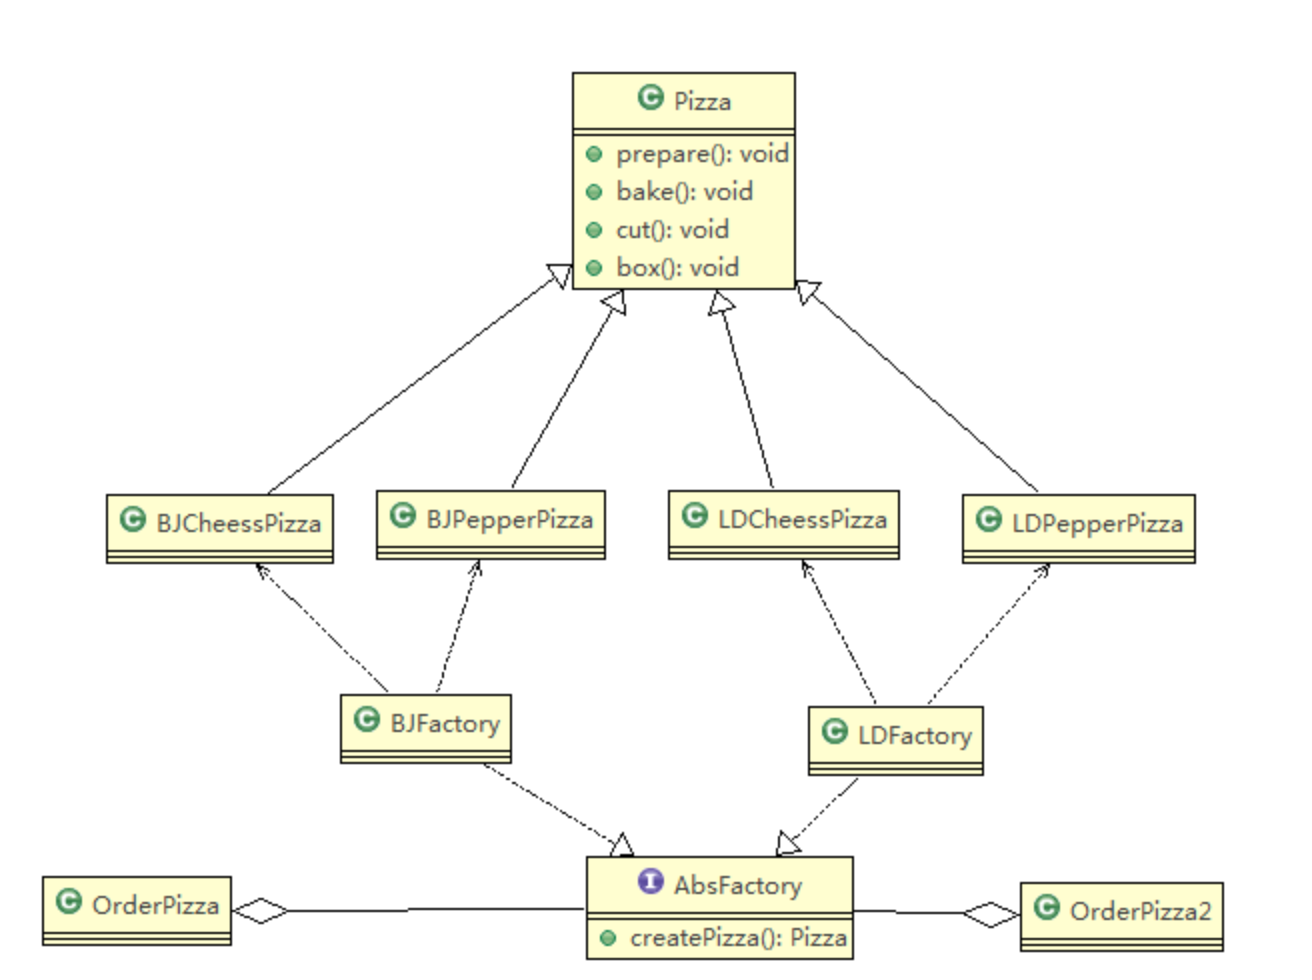 Pizza
prepare(): void
bake(): void
cut(): void
box(): void
BJCheessPizza
BJPepperPizza
LDCheessPizza
LDPepperPizza
BJFactory
LDFactory
AbsFactory
createPizza(): Pizza
OrderPizza
OrderPizza2